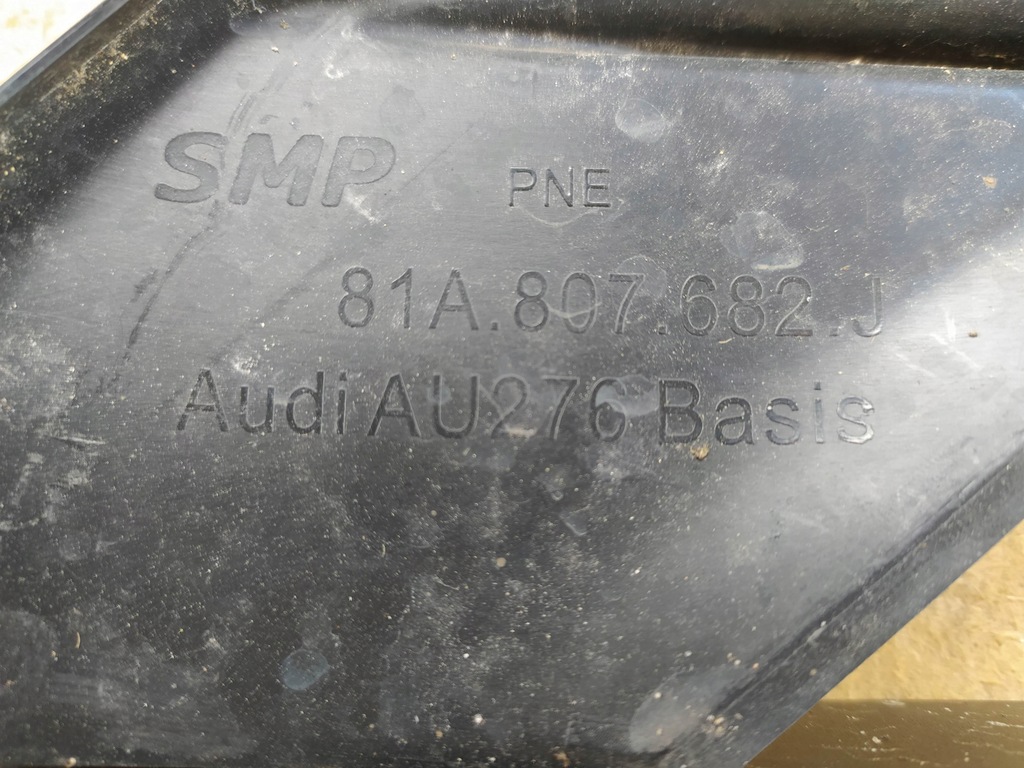 SMP PNE
81A.807.682.J
Audi AU276 Basis